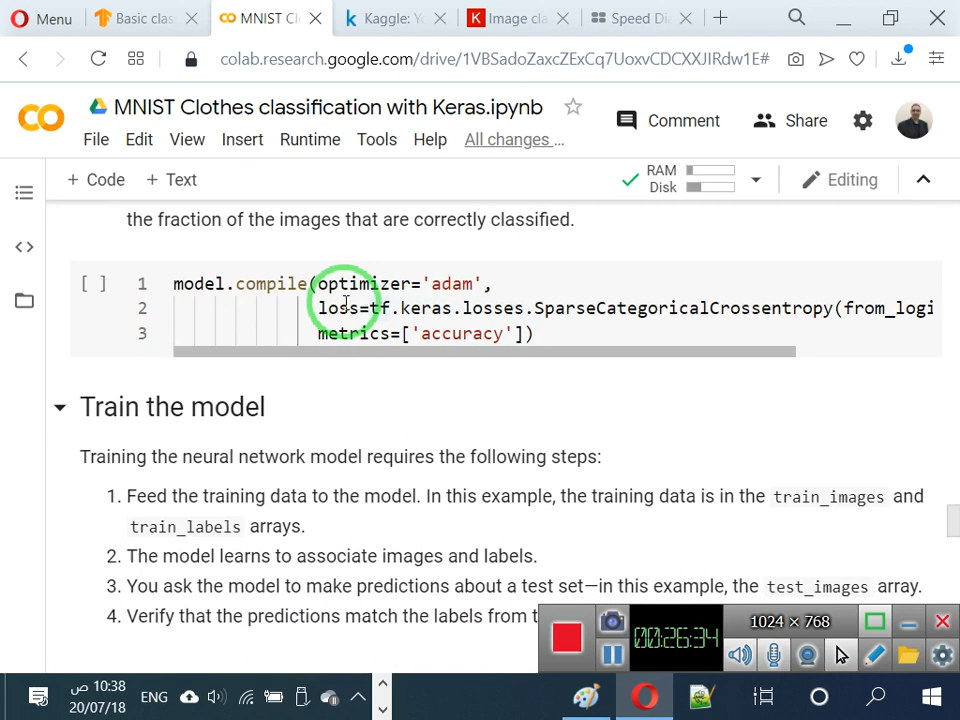 Menu
Basic clas
MNIST Cl
Kaggle: Yo
Image cla
Speed Dia
colab.research.google.com/drive/1VBSadoZaxcZExCq7UoxvCDCXXJIRdw1E#
MNIST Clothes classification with Keras.ipynb
Comment
Share
File Edit View Insert Runtime Tools Help All changes …
+ Code + Text
RAM
Disk
Editing
the fraction of the images that are correctly classified.
[ ] 1 model.compile(optimizer='adam',
2 loss=tf.keras.losses.SparseCategoricalCrossentropy(from_logi
3 metrics=['accuracy'])
Train the model
Training the neural network model requires the following steps:
1. Feed the training data to the model. In this example, the training data is in the train_images and
train_labels arrays.
2. The model learns to associate images and labels.
3. You ask the model to make predictions about a test set—in this example, the test_images array.
4. Verify that the predictions match the labels from t
00:26:34
1024 × 768
10:38 ص
ENG
20/07/18